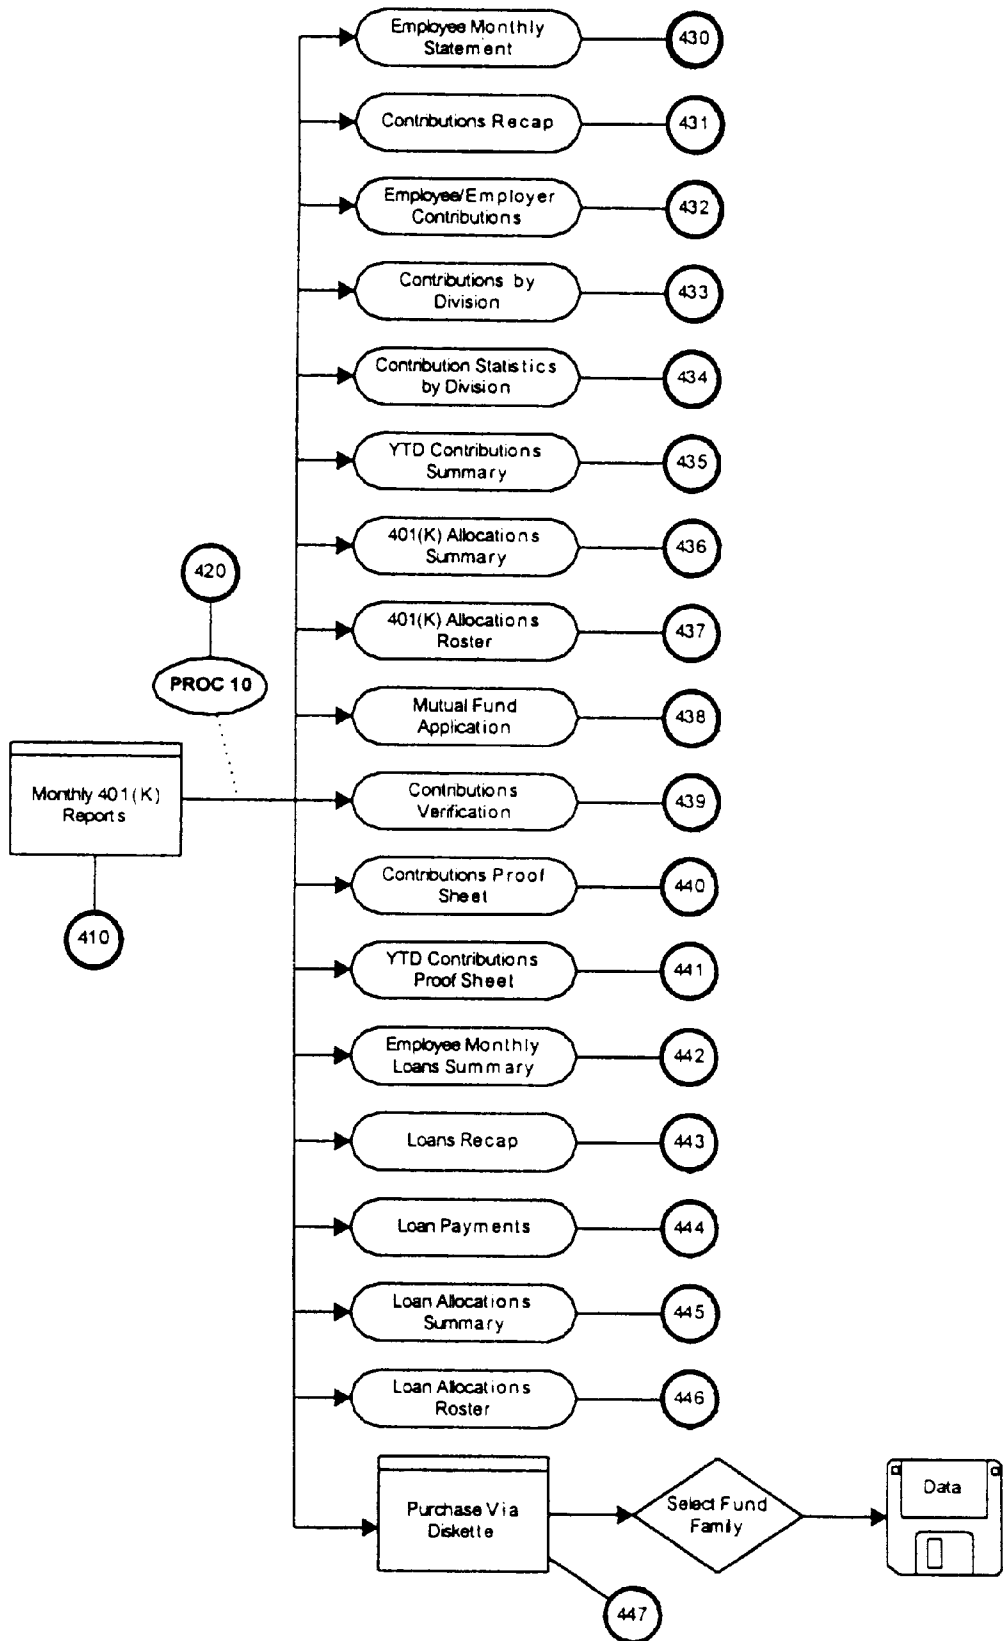 Employee Monthly
Statement
430
Contributions Recap
431
Employee/Employer
Contributions
432
Contributions by
Division
433
Contribution Statistics
by Division
434
YTD Contributions
Summary
435
401(K) Allocations
Summary
436
420
401(K) Allocations
Roster
437
PROC 10
Mutual Fund
Application
438
Monthly 401(K)
Reports
Contributions
Verification
439
Contributions Proof
Sheet
440
410
YTD Contributions
Proof Sheet
441
Employee Monthly
Loans Summary
442
Loans Recap
443
Loan Payments
444
Loan Allocations
Summary
445
Loan Allocations
Roster
446
Purchase Via
Diskette
Select Fund
Family
Data
447